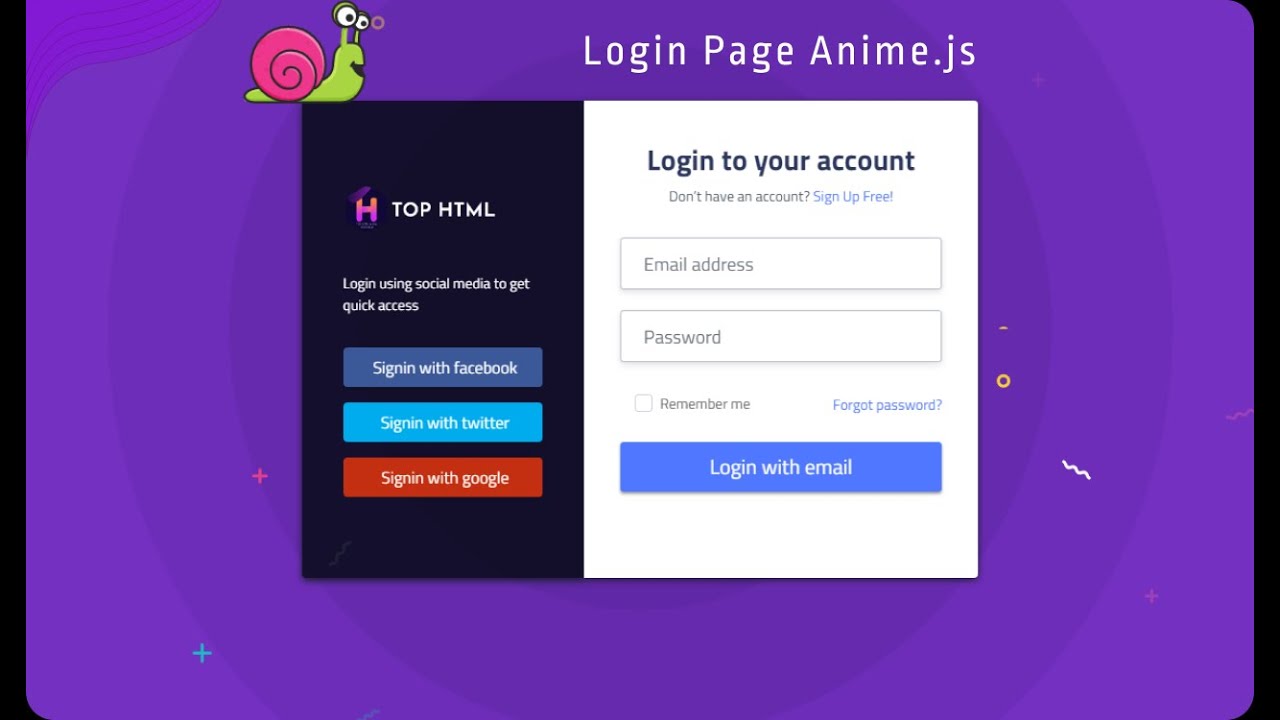 Login Page Anime.js
TOP HTML
Login using social media to get
quick access
Signin with facebook
Signin with twitter
Signin with google
Login to your account
Don't have an account? Sign Up Free!
Email address
Password
Remember me
Forgot password?
Login with email